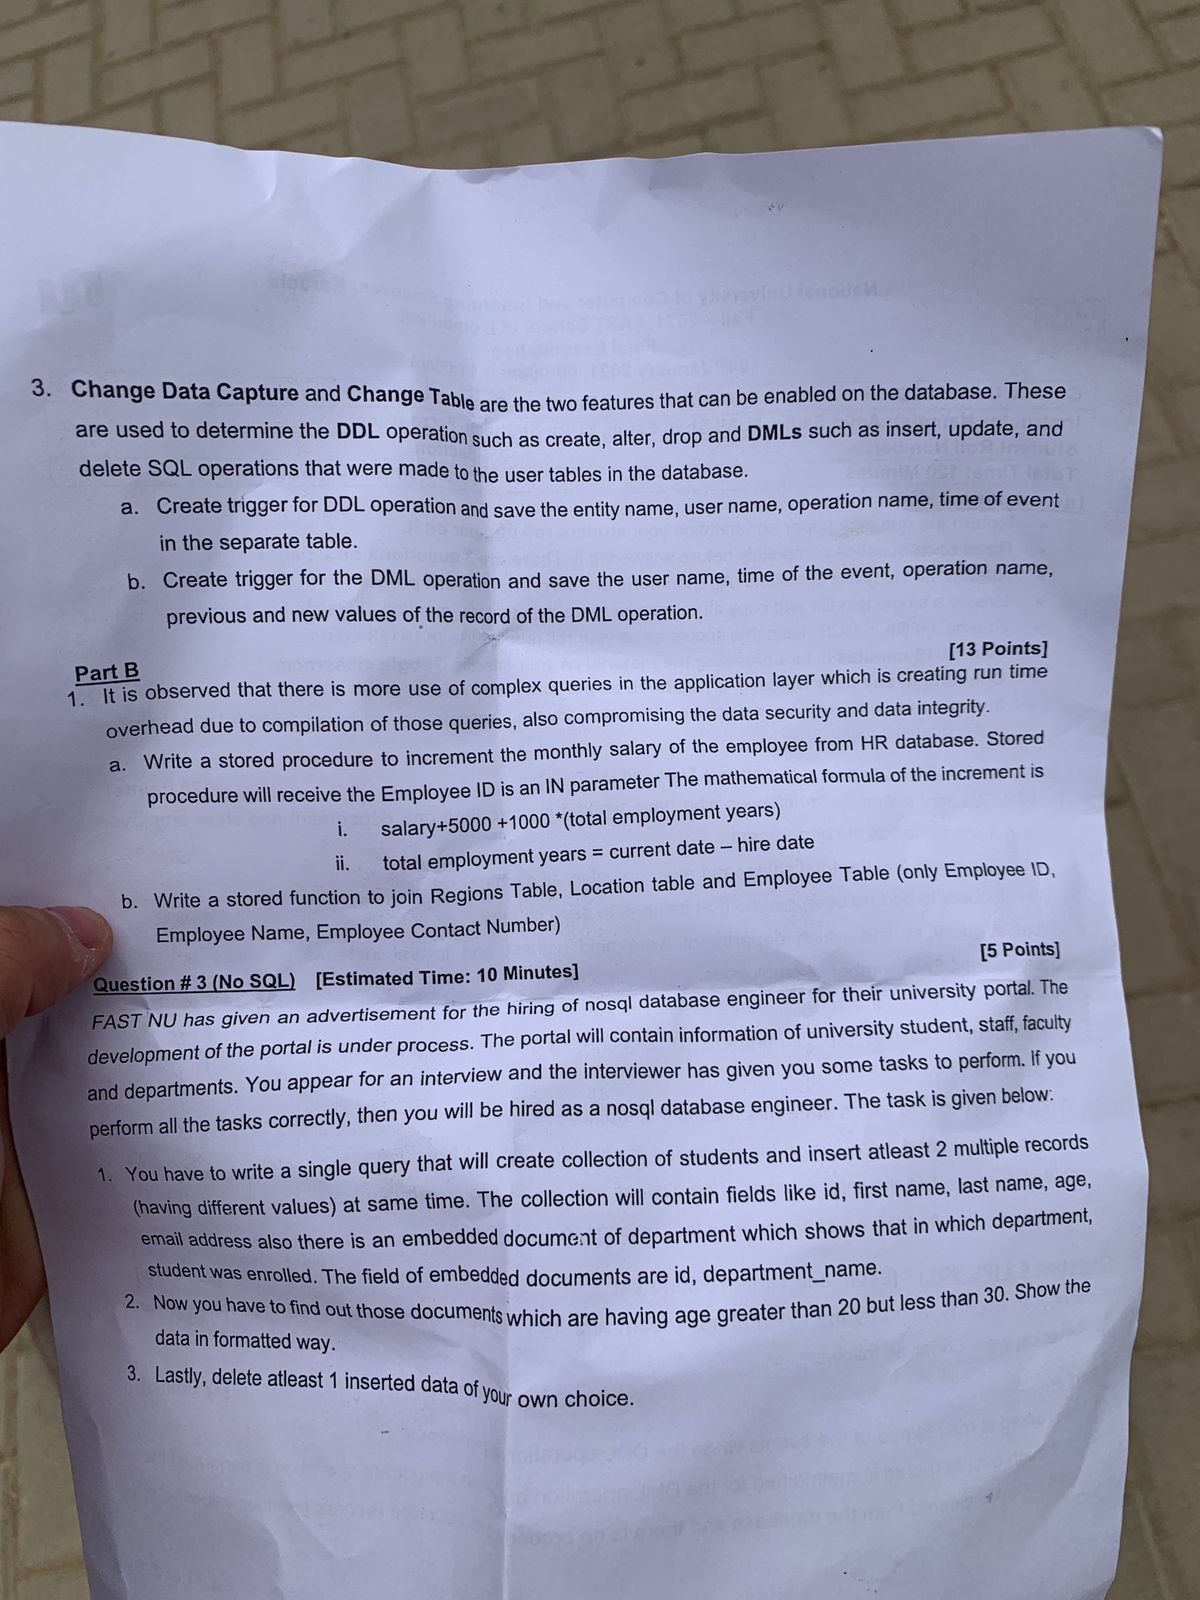 3. Change Data Capture and Change Table are the two features that can be enabled on the database. These
are used to determine the DDL operation such as create, alter, drop and DMLs such as insert, update, and
delete SQL operations that were made to the user tables in the database.
a. Create trigger for DDL operation and save the entity name, user name, operation name, time of event
in the separate table.
b. Create trigger for the DML operation and save the user name, time of the event, operation name,
previous and new values of the record of the DML operation.
Part B [13 Points]
1. It is observed that there is more use of complex queries in the application layer which is creating run time
overhead due to compilation of those queries, also compromising the data security and data integrity.
a. Write a stored procedure to increment the monthly salary of the employee from HR database. Stored
procedure will receive the Employee ID is an IN parameter The mathematical formula of the increment is
i. salary+5000 +1000 *(total employment years)
ii. total employment years = current date – hire date
b. Write a stored function to join Regions Table, Location table and Employee Table (only Employee ID,
Employee Name, Employee Contact Number)
Question # 3 (No SQL) [Estimated Time: 10 Minutes] [5 Points]
FAST NU has given an advertisement for the hiring of nosql database engineer for their university portal. The
development of the portal is under process. The portal will contain information of university student, staff, faculty
and departments. You appear for an interview and the interviewer has given you some tasks to perform. If you
perform all the tasks correctly, then you will be hired as a nosql database engineer. The task is given below:
1. You have to write a single query that will create collection of students and insert atleast 2 multiple records
(having different values) at same time. The collection will contain fields like id, first name, last name, age,
email address also there is an embedded document of department which shows that in which department,
student was enrolled. The field of embedded documents are id, department_name.
2. Now you have to find out those documents which are having age greater than 20 but less than 30. Show the
data in formatted way.
3. Lastly, delete atleast 1 inserted data of your own choice.